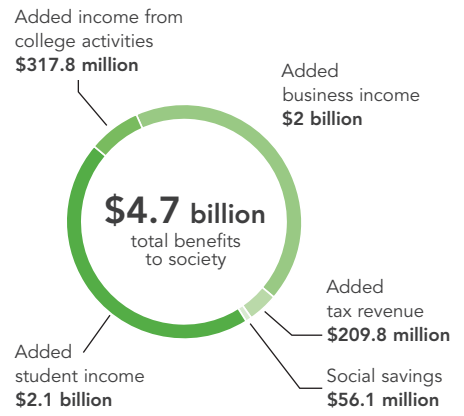 Added income from
college activities
$317.8 million
Added
business income
$2 billion
$4.7 billion
total benefits
to society
Added
tax revenue
$209.8 million
Added
student income
$2.1 billion
Social savings
$56.1 million